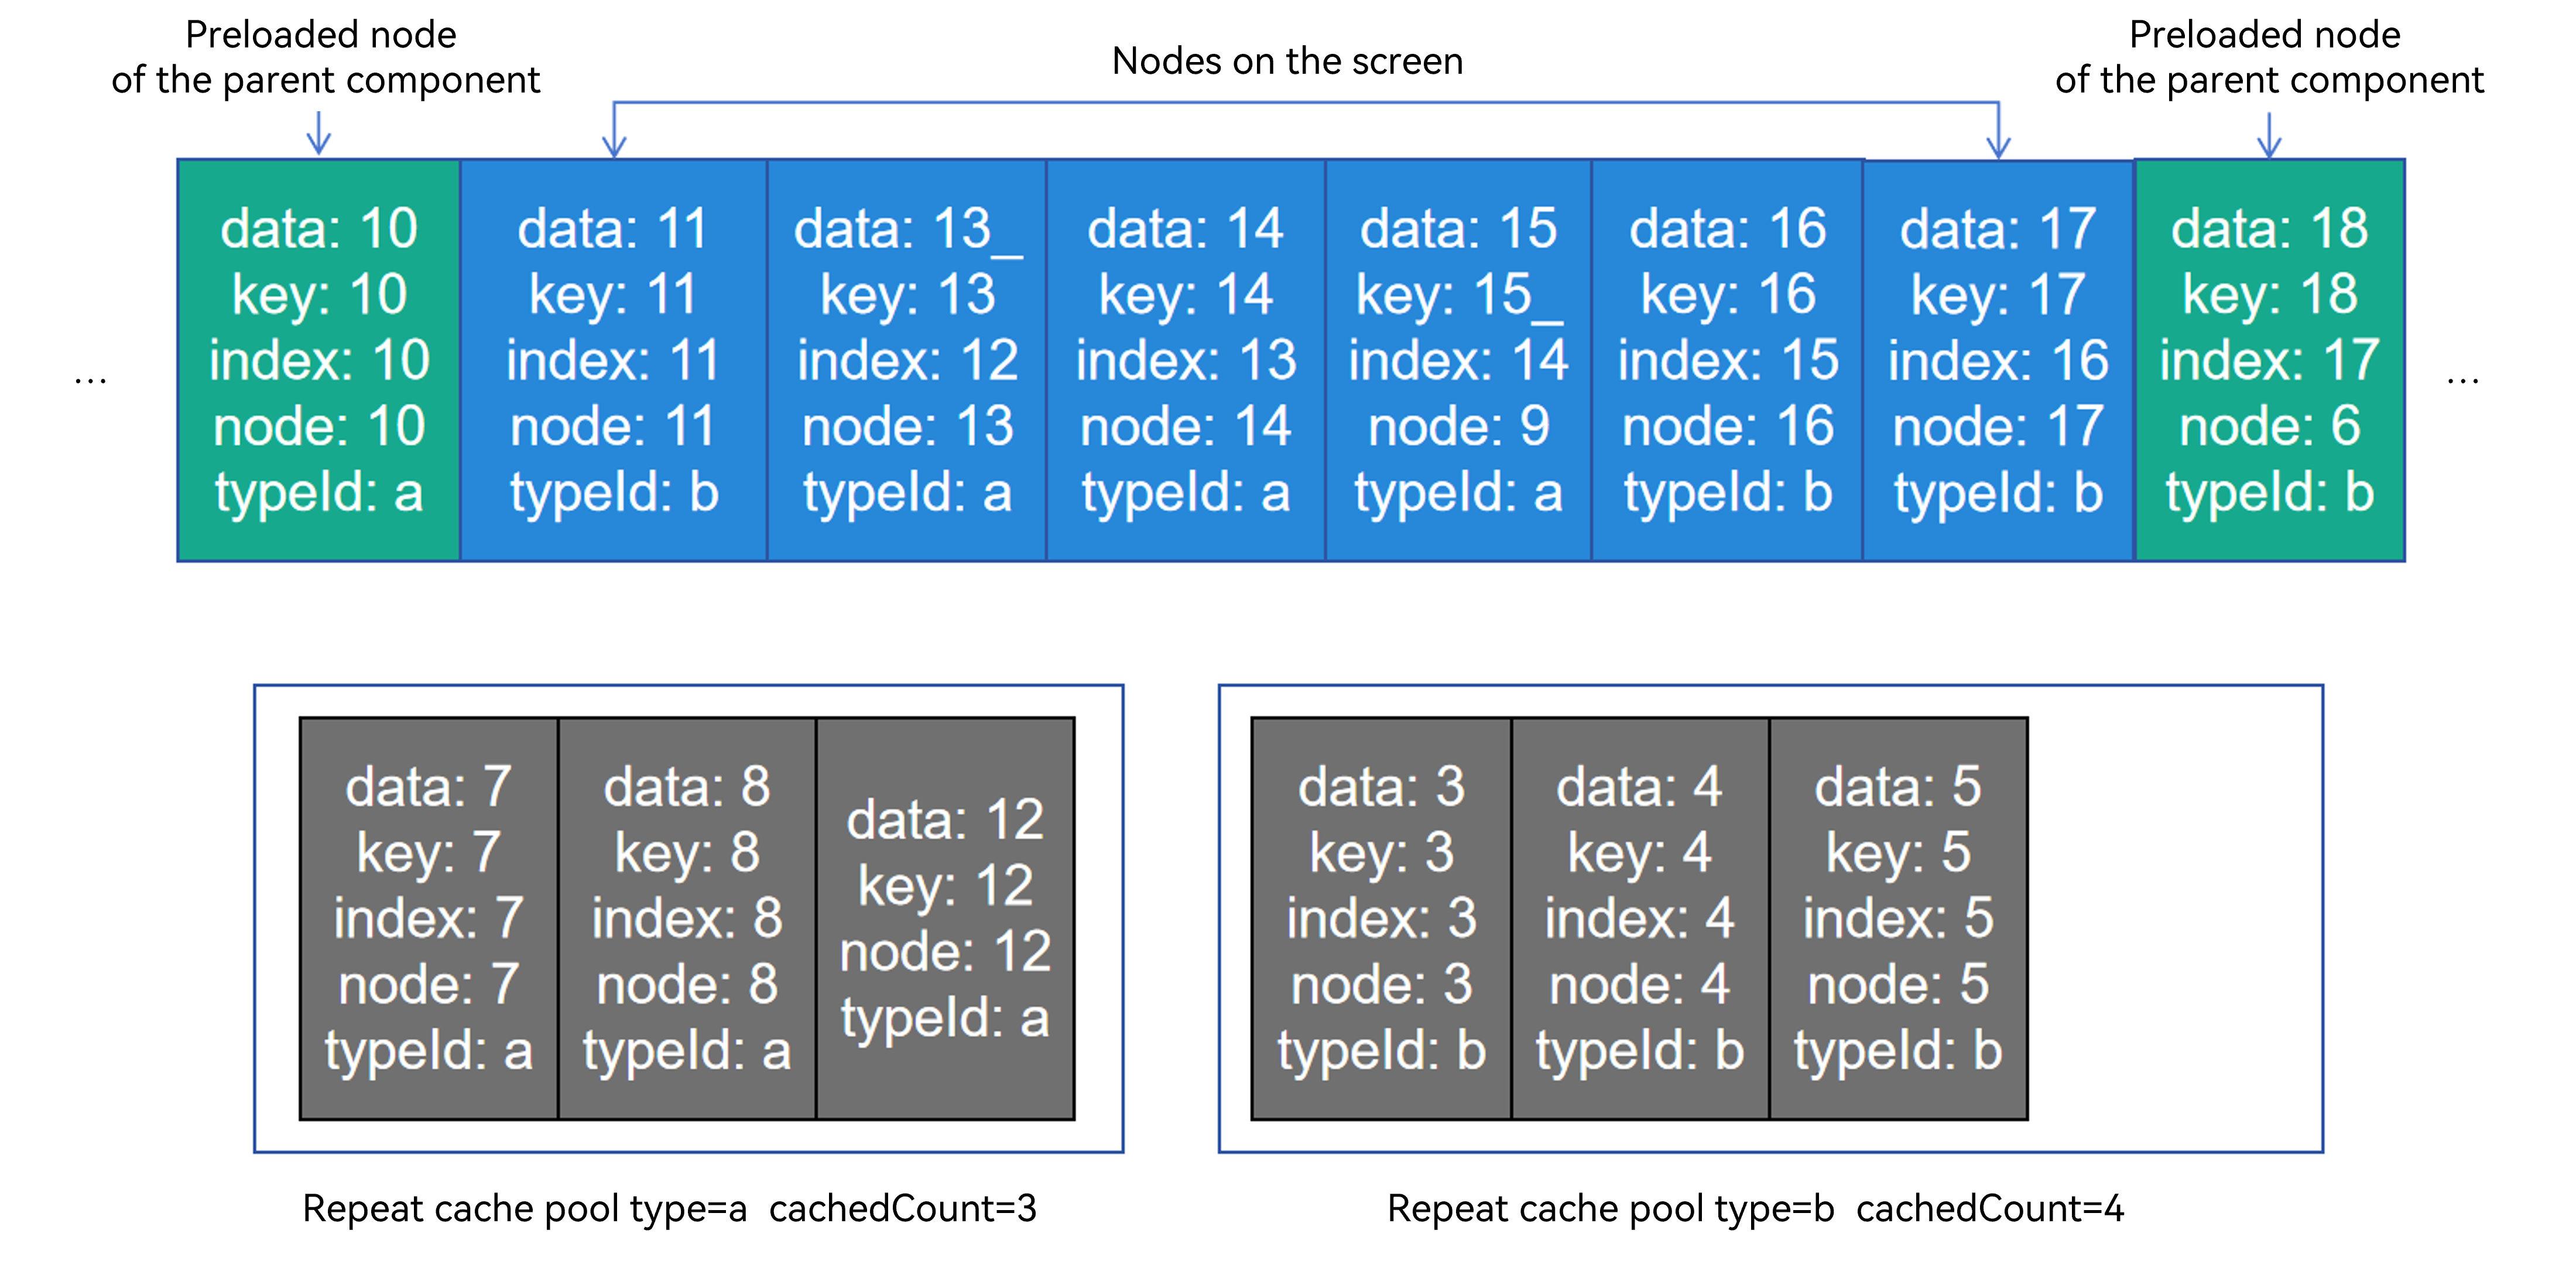 Preloaded node
of the parent component
Nodes on the screen
Preloaded node
of the parent component
...
data: 10
key: 10
index: 10
node: 10
typeId: a
data: 11
key: 11
index: 11
node: 11
typeId: b
data: 13_
key: 13
index: 12
node: 13
typeId: a
data: 14
key: 14
index: 13
node: 14
typeId: a
data: 15
key: 15_
index: 14
node: 9
typeId: a
data: 16
key: 16
index: 15
node: 16
typeId: b
data: 17
key: 17
index: 16
node: 17
typeId: b
data: 18
key: 18
index: 17
node: 6
typeId: b
...
data: 7
key: 7
index: 7
node: 7
typeId: a
data: 8
key: 8
index: 8
node: 8
typeId: a
data: 12
key: 12
node: 12
typeId: a
Repeat cache pool type=a cachedCount=3
data: 3
key: 3
index: 3
node: 3
typeId: b
data: 4
key: 4
index: 4
node: 4
typeId: b
data: 5
key: 5
index: 5
node: 5
typeId: b
Repeat cache pool type=b cachedCount=4